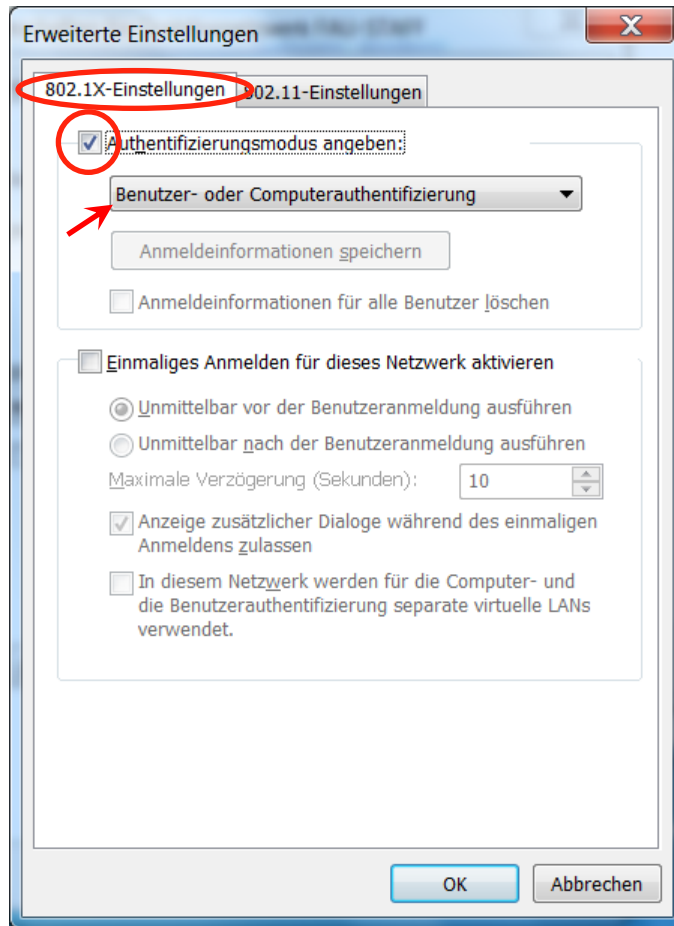 Erweiterte Einstellungen
802.1X-Einstellungen 802.11-Einstellungen
Authentifizierungsmodus angeben:
Benutzer- oder Computerauthentifizierung
Anmeldeinformationen speichern
Anmeldeinformationen für alle Benutzer löschen
Einmaliges Anmelden für dieses Netzwerk aktivieren
Unmittelbar vor der Benutzeranmeldung ausführen
Unmittelbar nach der Benutzeranmeldung ausführen
Maximale Verzögerung (Sekunden): 10
Anzeige zusätzlicher Dialoge während des einmaligen
Anmeldens zulassen
In diesem Netzwerk werden für die Computer- und
die Benutzerauthentifizierung separate virtuelle LANs
verwendet.
OK Abbrechen